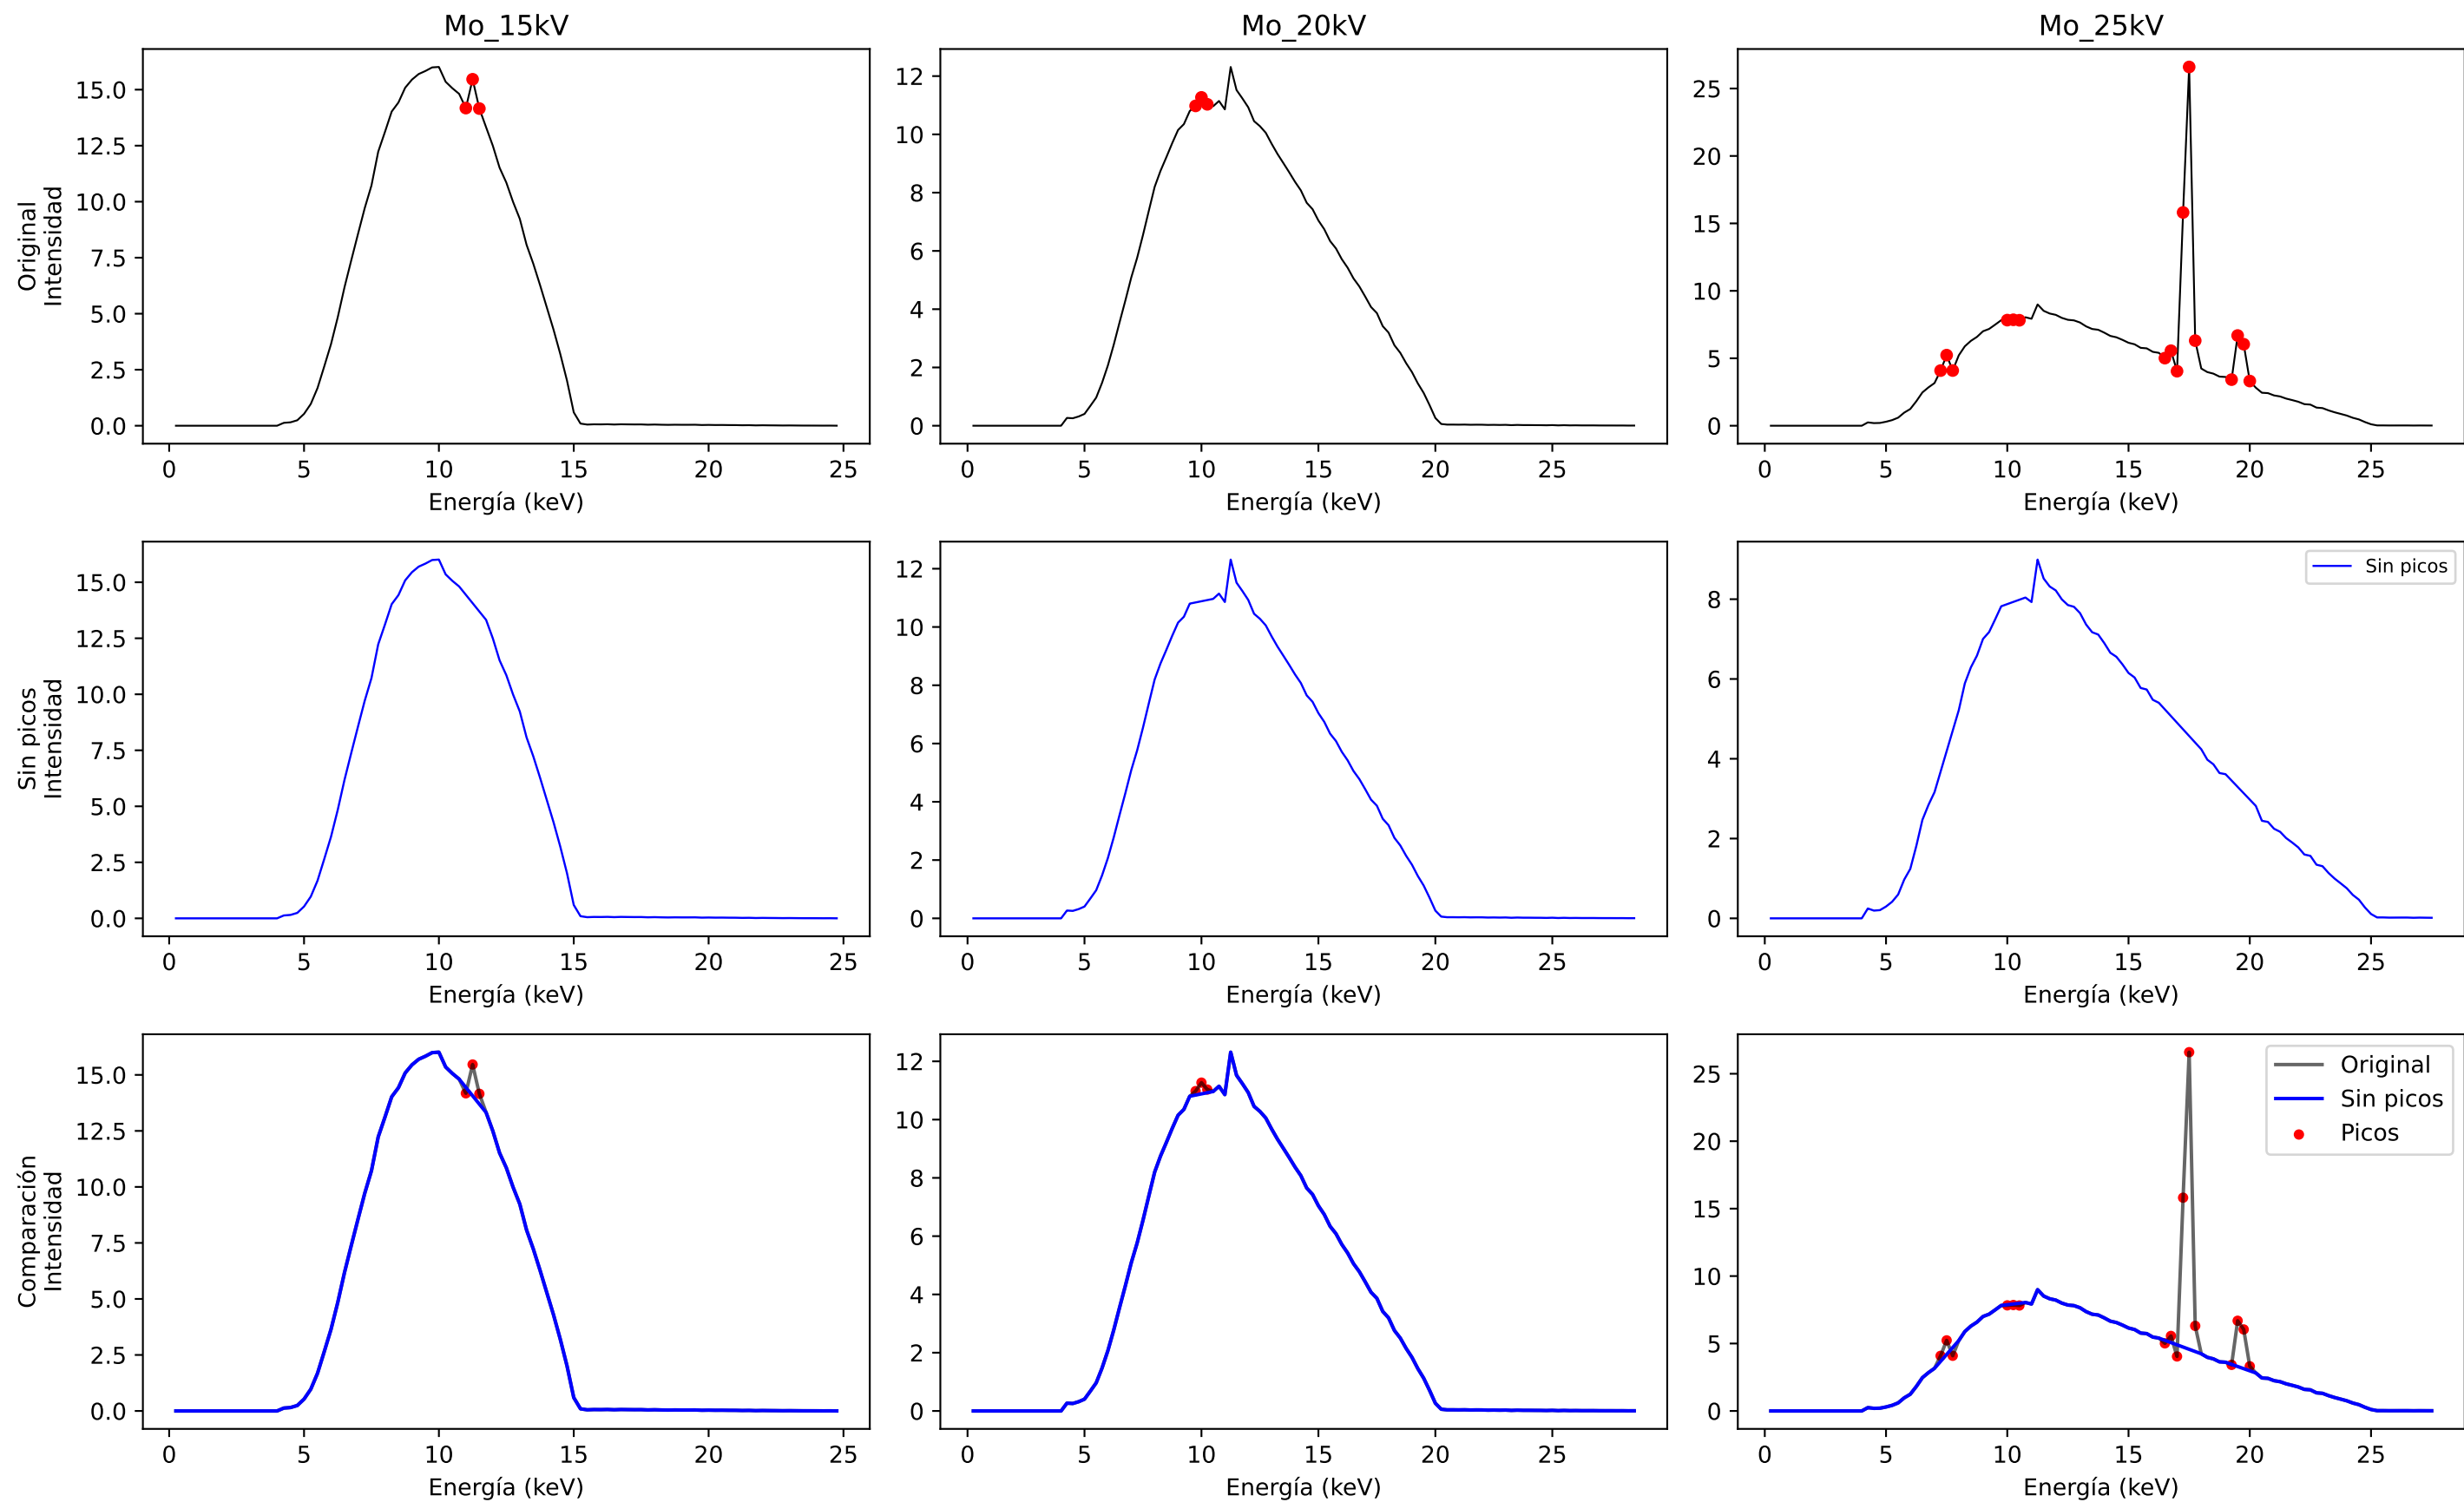 Mo_15kV
Mo_20kV
Mo_25kV
Original
Intensidad
15.0
12.5
10.0
7.5
5.0
2.5
0.0
0 5 10 15 20 25
Energía (keV)
12
10
8
6
4
2
0
0 5 10 15 20 25
Energía (keV)
25
20
15
10
5
0
0 5 10 15 20 25
Energía (keV)
Sin picos
Intensidad
15.0
12.5
10.0
7.5
5.0
2.5
0.0
0 5 10 15 20 25
Energía (keV)
12
10
8
6
4
2
0
0 5 10 15 20 25
Energía (keV)
Sin picos
8
6
4
2
0
0 5 10 15 20 25
Energía (keV)
Comparación
Intensidad
15.0
12.5
10.0
7.5
5.0
2.5
0.0
0 5 10 15 20 25
Energía (keV)
12
10
8
6
4
2
0
0 5 10 15 20 25
Energía (keV)
Original
Sin picos
Picos
25
20
15
10
5
0
0 5 10 15 20 25
Energía (keV)